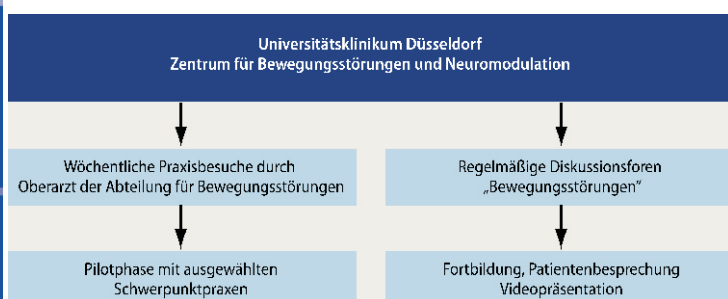 Universitätsklinikum Düsseldorf
Zentrum für Bewegungsstörungen und Neuromodulation
Wöchentliche Praxisbesuche durch
Oberarzt der Abteilung für Bewegungsstörungen
Regelmäßige Diskussionsforen
„Bewegungsstörungen“
Pilotphase mit ausgewählten
Schwerpunktpraxen
Fortbildung, Patientenbesprechung
Videopräsentation